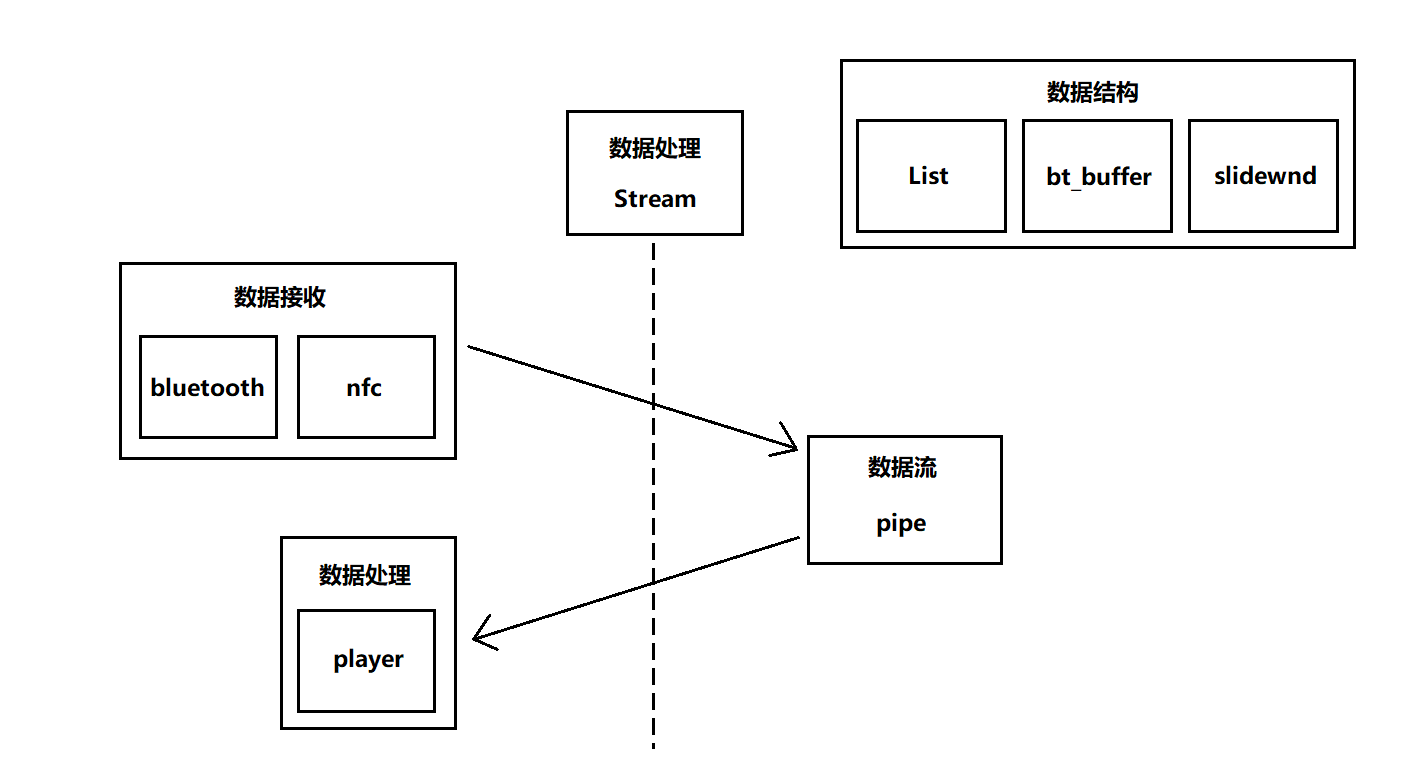 数据结构
List
bt_buffer
slidewnd
数据处理
Stream
数据接收
bluetooth
nfc
数据流
pipe
数据处理
player